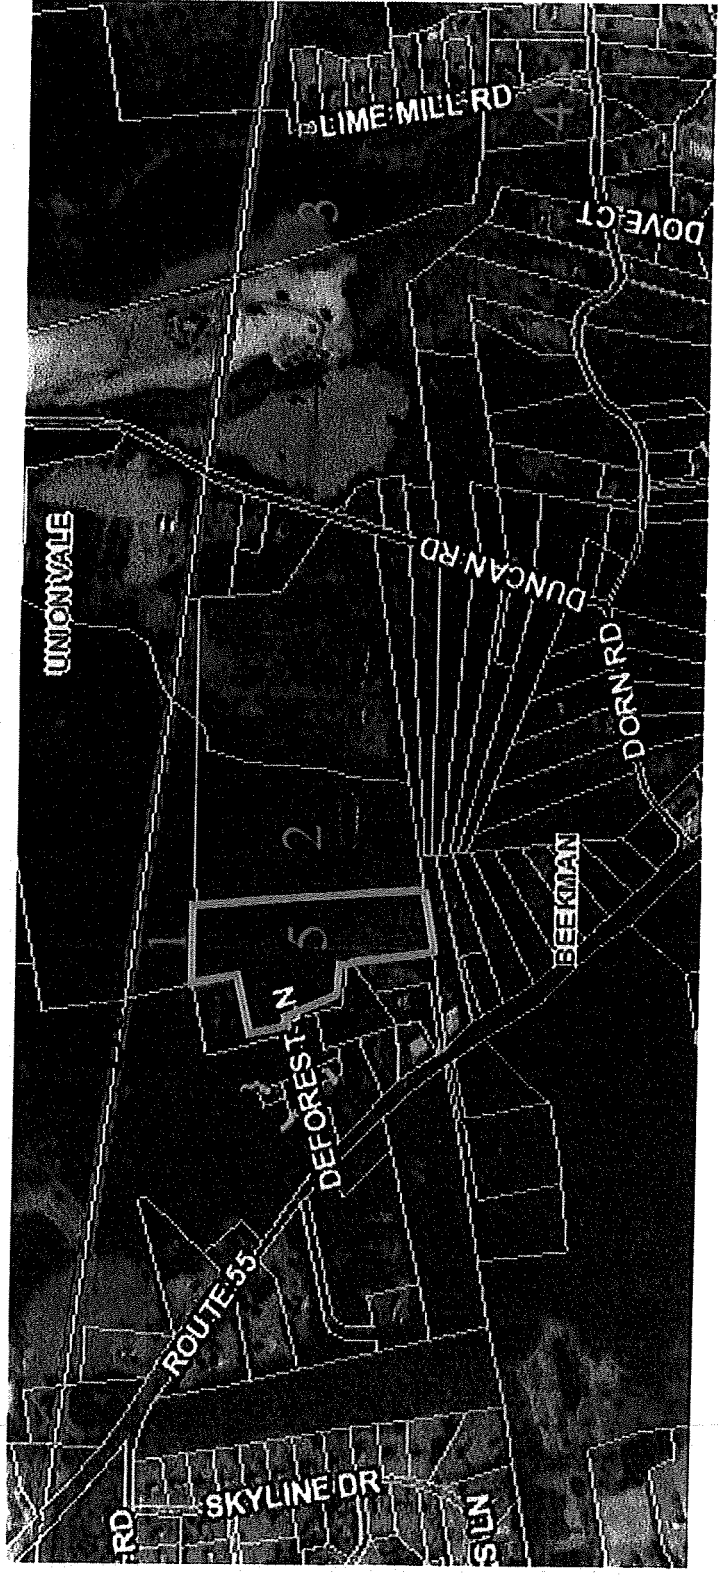 LIME MILL RD
4
DOVE CT
3
UNIONVALE
DUNCAN RD
DORN RD
2
1
5
BEEKMAN
DEFOREST LN
ROUTE 55
SKYLINE DR
RD
S LN